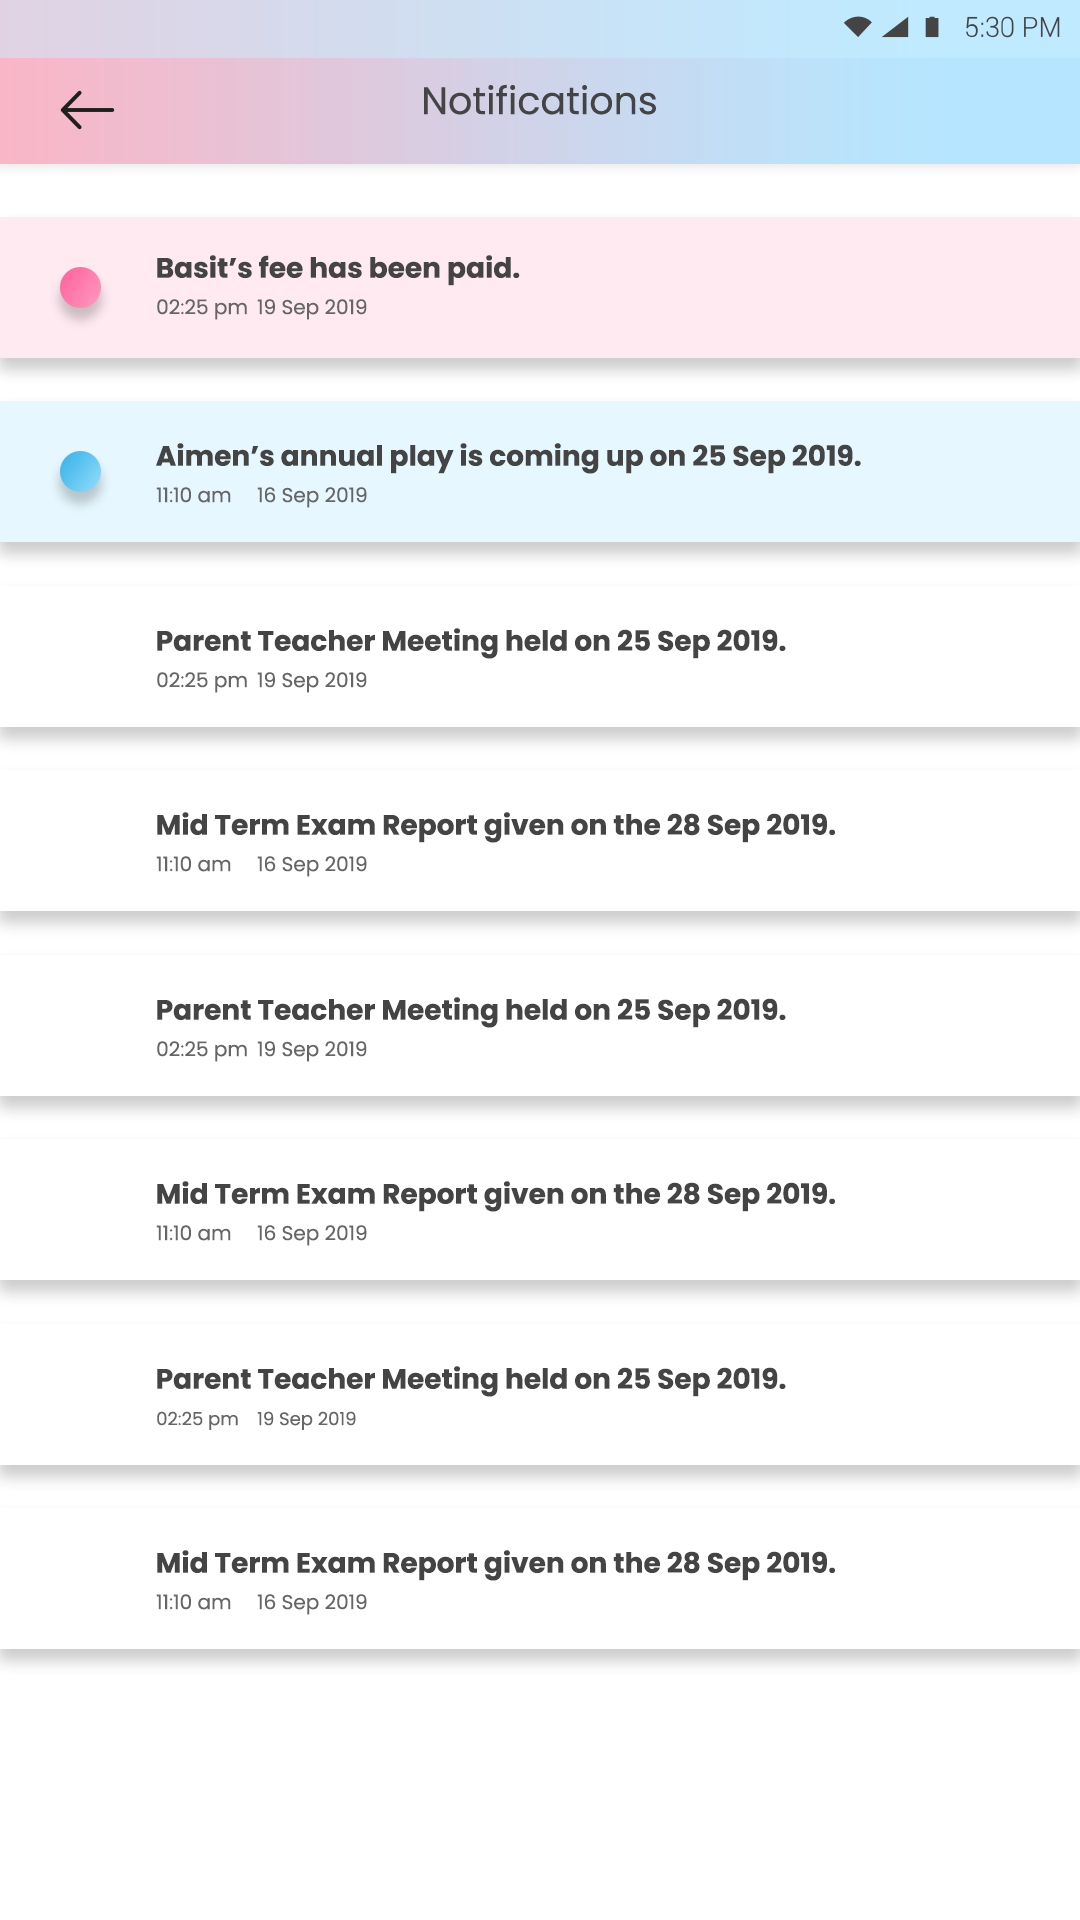 5:30 PM
Notifications
Basit’s fee has been paid.
02:25 pm 19 Sep 2019
Aimen’s annual play is coming up on 25 Sep 2019.
11:10 am 16 Sep 2019
Parent Teacher Meeting held on 25 Sep 2019.
02:25 pm 19 Sep 2019
Mid Term Exam Report given on the 28 Sep 2019.
11:10 am 16 Sep 2019
Parent Teacher Meeting held on 25 Sep 2019.
02:25 pm 19 Sep 2019
Mid Term Exam Report given on the 28 Sep 2019.
11:10 am 16 Sep 2019
Parent Teacher Meeting held on 25 Sep 2019.
02:25 pm 19 Sep 2019
Mid Term Exam Report given on the 28 Sep 2019.
11:10 am 16 Sep 2019